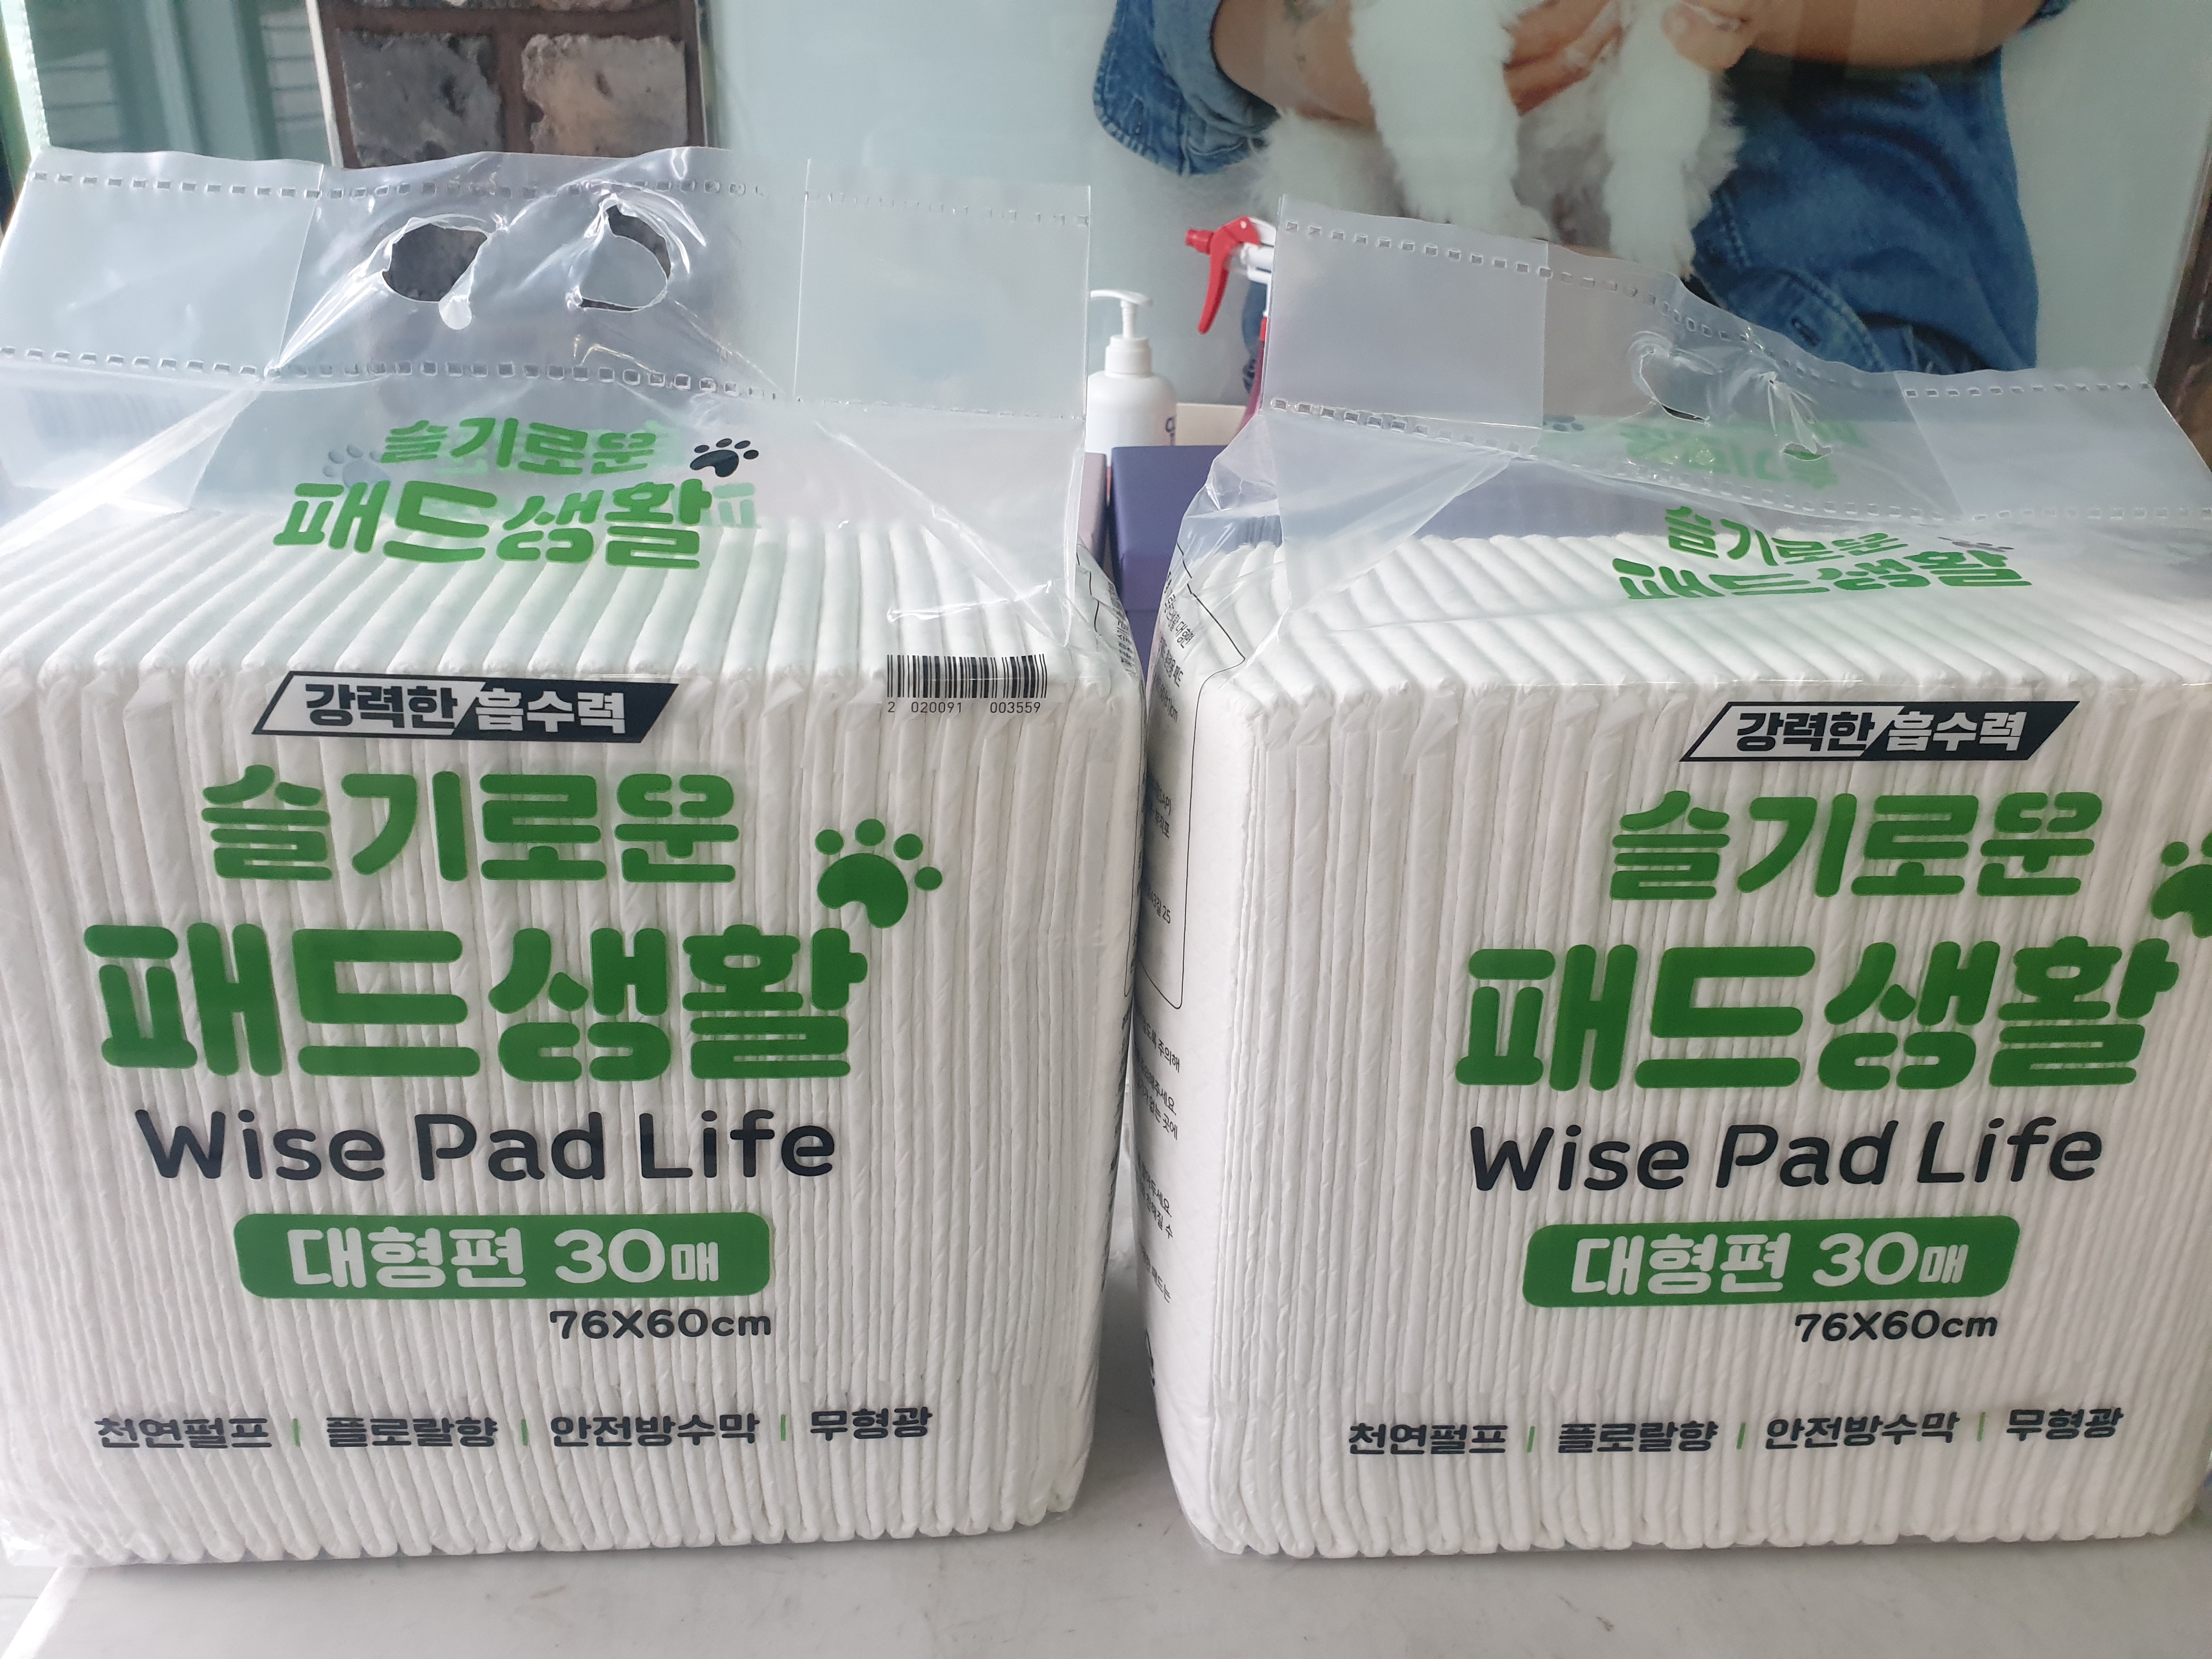 슬기로운
패드생활
강력한 흡수력
2 020091 003559
슬기로운
패드생활
Wise Pad Life
대형편 30매
76X60cm
천연펄프 | 플로랄향 | 안전방수막 | 무형광
슬기로운
패드생활
강력한 흡수력
슬기로운
패드생활
Wise Pad Life
대형편 30매
76X60cm
천연펄프 | 플로랄향 | 안전방수막 | 무형광